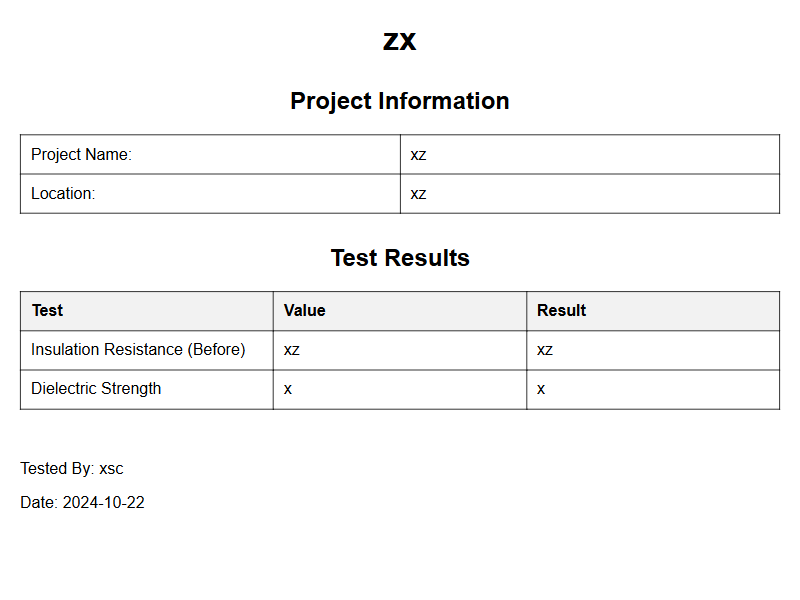 zx
Project Information
Project Name: xz
Location: xz
Test Results
Test Value Result
Insulation Resistance (Before) xz xz
Dielectric Strength x x
Tested By: xsc
Date: 2024-10-22